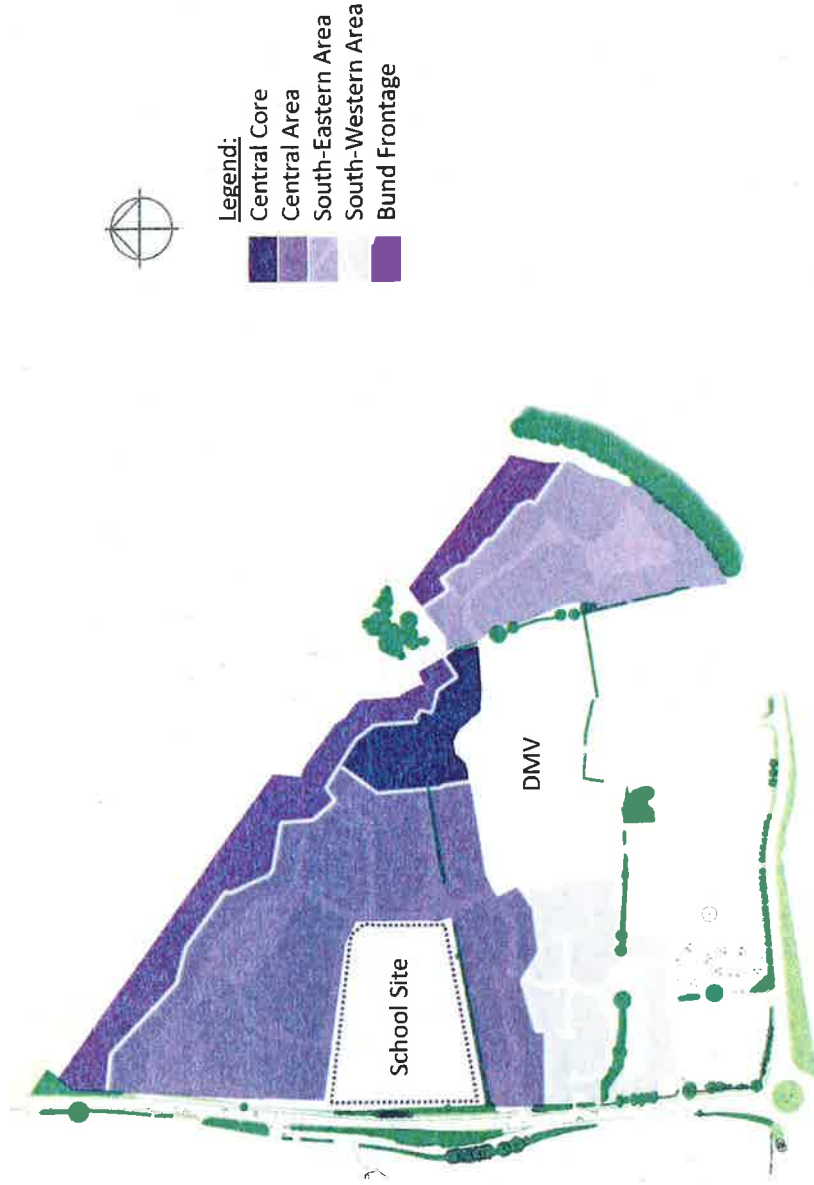 Legend:
Central Core
Central Area
South-Eastern Area
South-Western Area
Bund Frontage
DMV
School Site